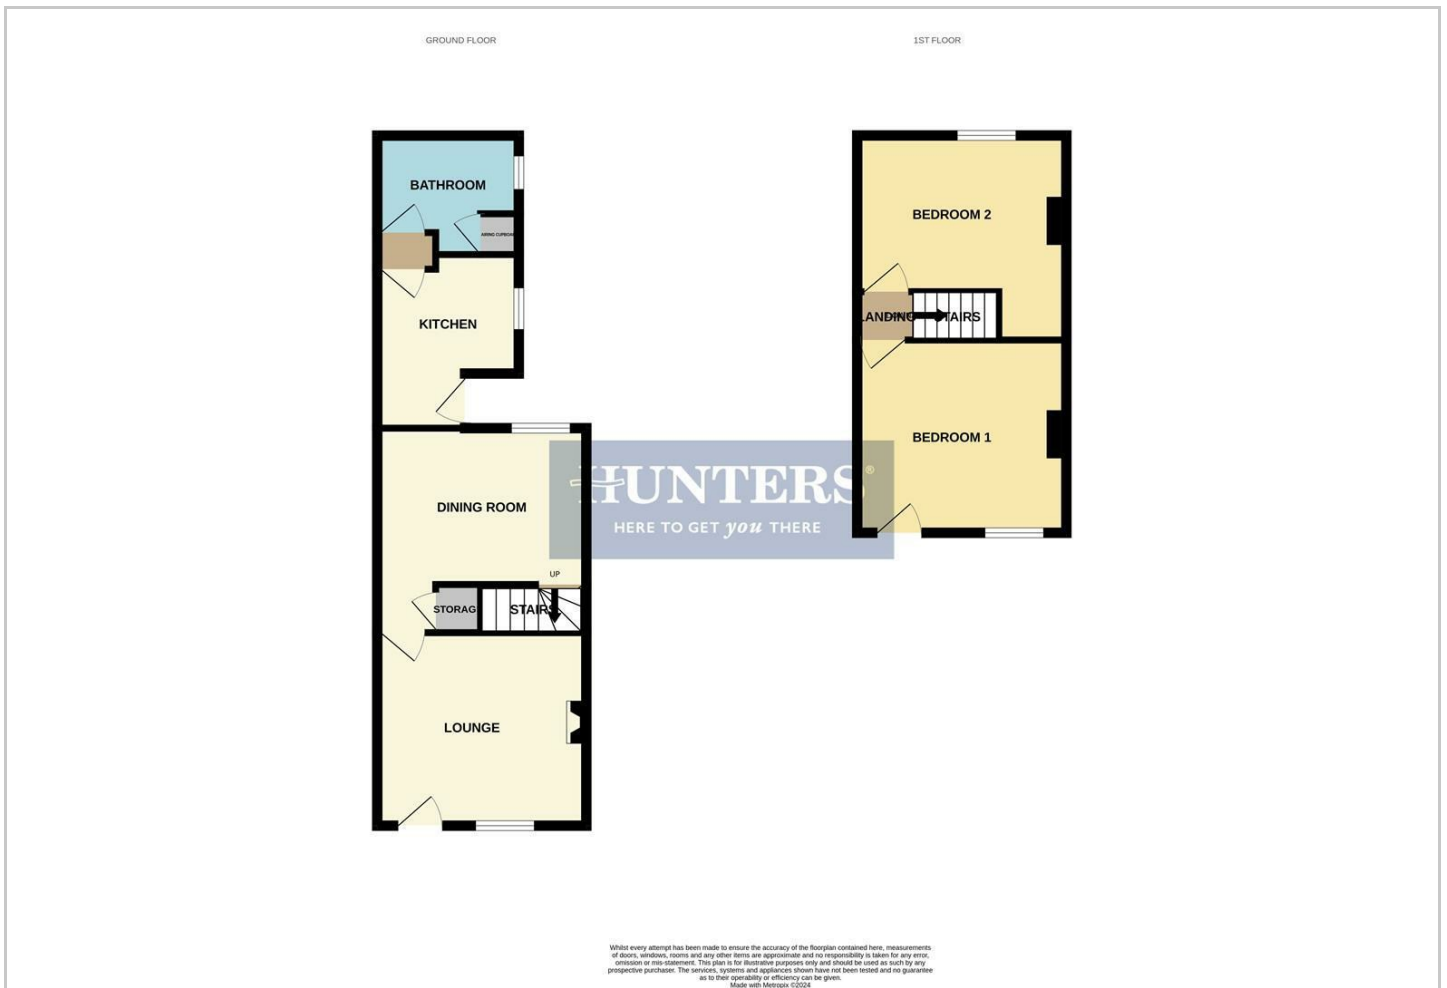 GROUND FLOOR
1ST FLOOR
BATHROOM
AIRING CUPBOA
KITCHEN
DINING ROOM
UP
STORAG
STAIRS
LOUNGE
BEDROOM 2
LANDING
STAIRS
BEDROOM 1
HUNTERS®
HERE TO GET you THERE
Whilst every attempt has been made to ensure the accuracy of the floorplan contained here, measurements
of doors, windows, rooms and any other items are approximate and no responsibility is taken for any error,
omission or mis-statement. This plan is for illustrative purposes only and should be used as such by any
prospective purchaser. The services, systems and appliances shown have not been tested and no guarantee
as to their operability or efficiency can be given.
Made with Metropix ©2024